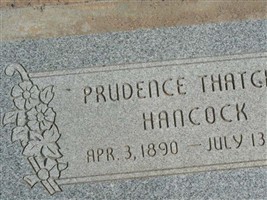 PRUDENCE THATC
HANCOCK
APR. 3, 1890 — JULY 13